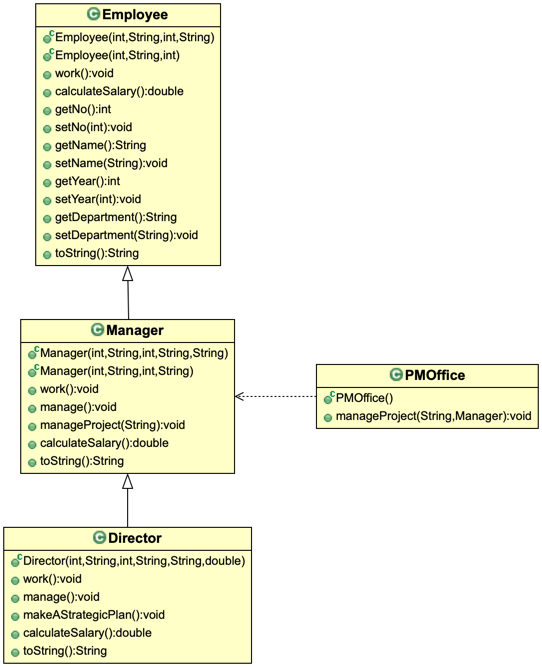 Employee
Employee(int,String,int,String)
Employee(int,String,int)
work():void
calculateSalary():double
getNo():int
setNo(int):void
getName():String
setName(String):void
getYear():int
setYear(int):void
getDepartment():String
setDepartment(String):void
toString():String
Manager
Manager(int,String,int,String,String)
Manager(int,String,int,String)
work():void
manage():void
manageProject(String):void
calculateSalary():double
toString():String
PMOffice
PMOffice()
manageProject(String,Manager):void
Director
Director(int,String,int,String,String,double)
work():void
manage():void
makeAStrategicPlan():void
calculateSalary():double
toString():String